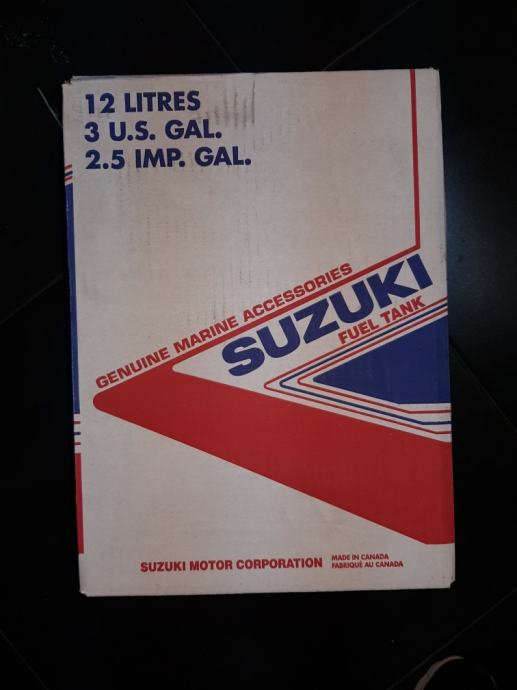 12 LITRES
3 U.S. GAL.
2.5 IMP. GAL.
GENUINE MARINE ACCESSORIES
SUZUKI
FUEL TANK
SUZUKI MOTOR CORPORATION
MADE IN CANADA
FABRIQUÉ AU CANADA